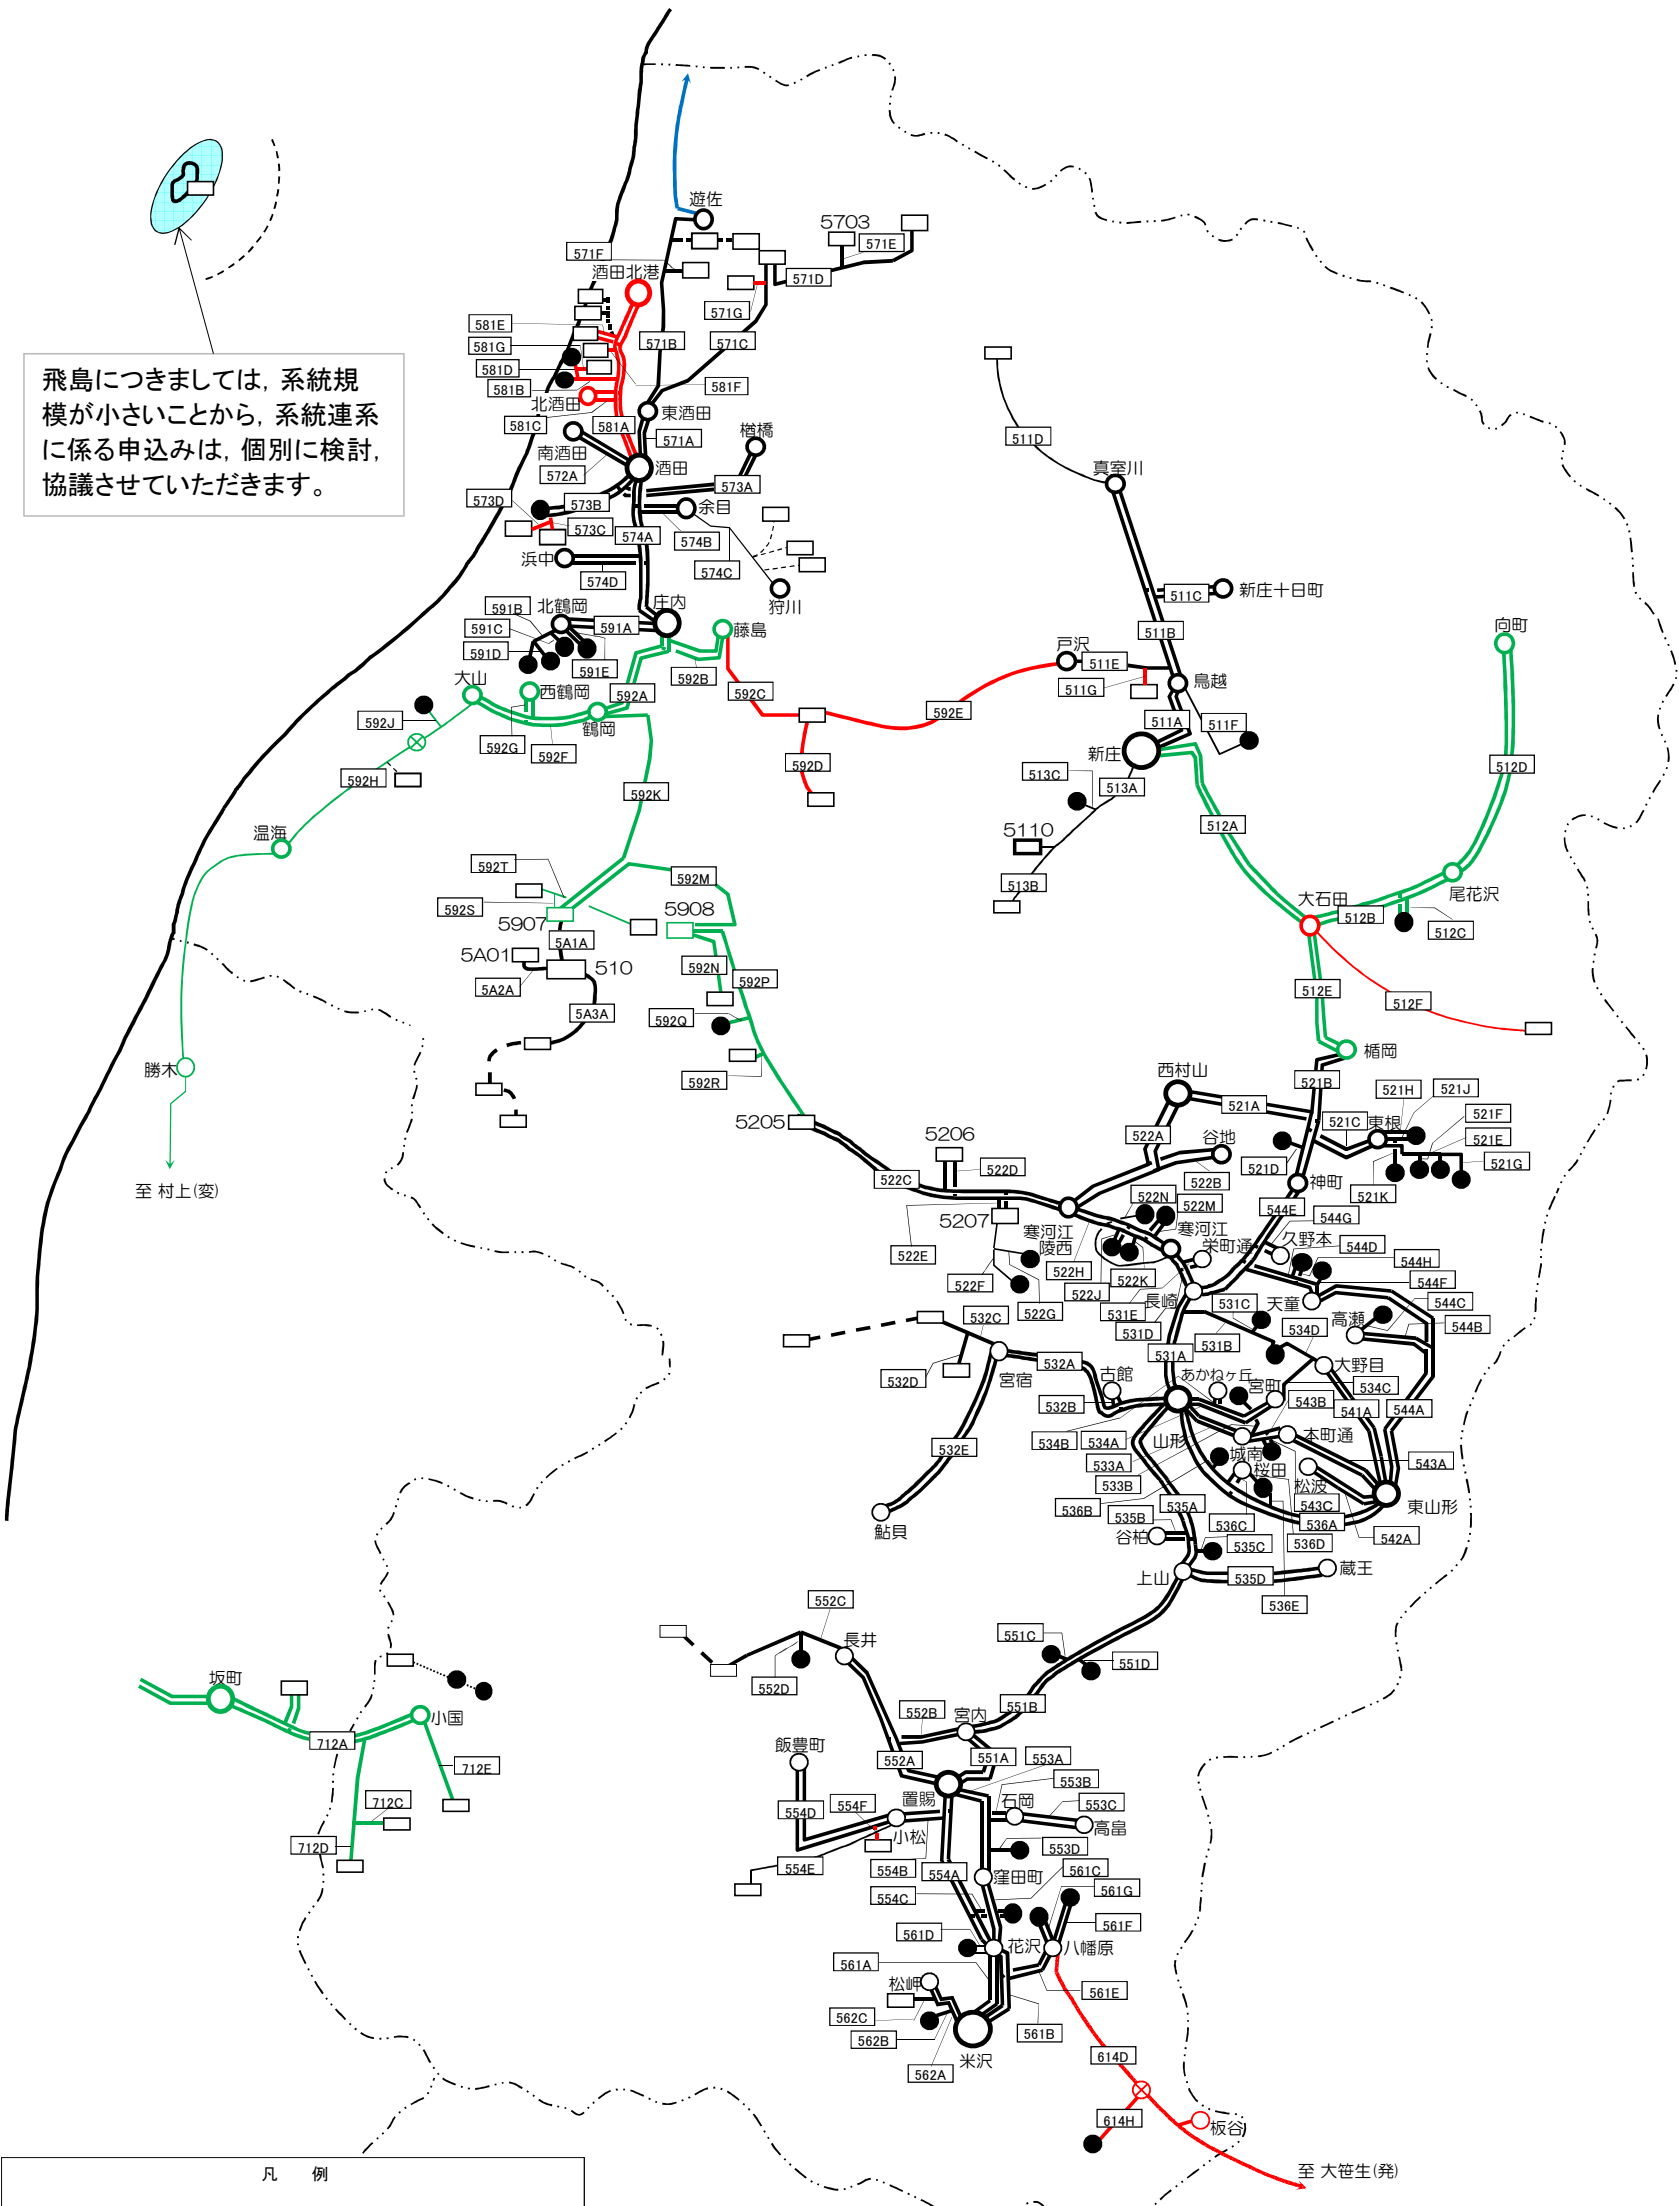 遊佐
5703
571F
571E
酒田北港
571D
571G
581E
581G
571B
571C
581D
581B
581F
飛島につきましては，系統規
模が小さいことから，系統連系
に係る申込みは，個別に検討，
協議させていただきます。
北酒田
東酒田
581C
581A
571A
楢橋
511D
南酒田
572A
酒田
真室川
573A
573D
573B
余目
573C
574A
574B
浜中
574C
574D
狩川
511C
新庄十日町
591B
北鶴岡
庄内
591C
591A
藤島
511B
向町
591D
591E
戸沢
511E
592B
大山
西鶴岡
592A
592C
511G
鳥越
592J
鶴岡
592E
511A
511F
592G
592F
新庄
592H
592D
513C
512D
592K
513A
温海
5110
512A
592T
592M
513B
大石田
尾花沢
592S
5908
512B
512C
5907
5A1A
5A01
510
592N
592P
5A2A
512E
512F
5A3A
592Q
楯岡
勝木
592R
西村山
521B
521H
521J
5205
5206
521A
521C
東根
521F
522A
谷地
521E
522D
521D
521G
522C
522B
神町
521K
至 村上(変)
522N
522M
544E
5207
寒河江
陵西
寒河江
544G
522E
栄町通
久野本
544D
522H
544H
522F
522K
544F
522G
522J
長崎
天童
544C
532C
531E
531C
高瀬
544B
531D
531B
534D
532A
531A
大野目
532D
宮宿
古館
あかねヶ丘
宮町
534C
532B
543B
541A
544A
534B
534A
山形
本町通
532E
533A
城南
543A
533B
桜田
松波
536B
535A
543C
東山形
鮎貝
535B
536C
536A
谷柏
535C
536D
542A
上山
535D
蔵王
536E
552C
551C
長井
551D
坂町
552D
小国
551B
552B
宮内
712A
飯豊町
552A
551A
553A
712E
置賜
553B
712C
554D
554F
石岡
553C
高畠
712D
小松
553D
554E
554B
554A
561C
窪田町
554C
561G
561D
561F
花沢
八幡原
561A
松岬
561E
562C
561B
562B
米沢
614D
562A
614H
板谷
凡　例
至 大笹生(発)